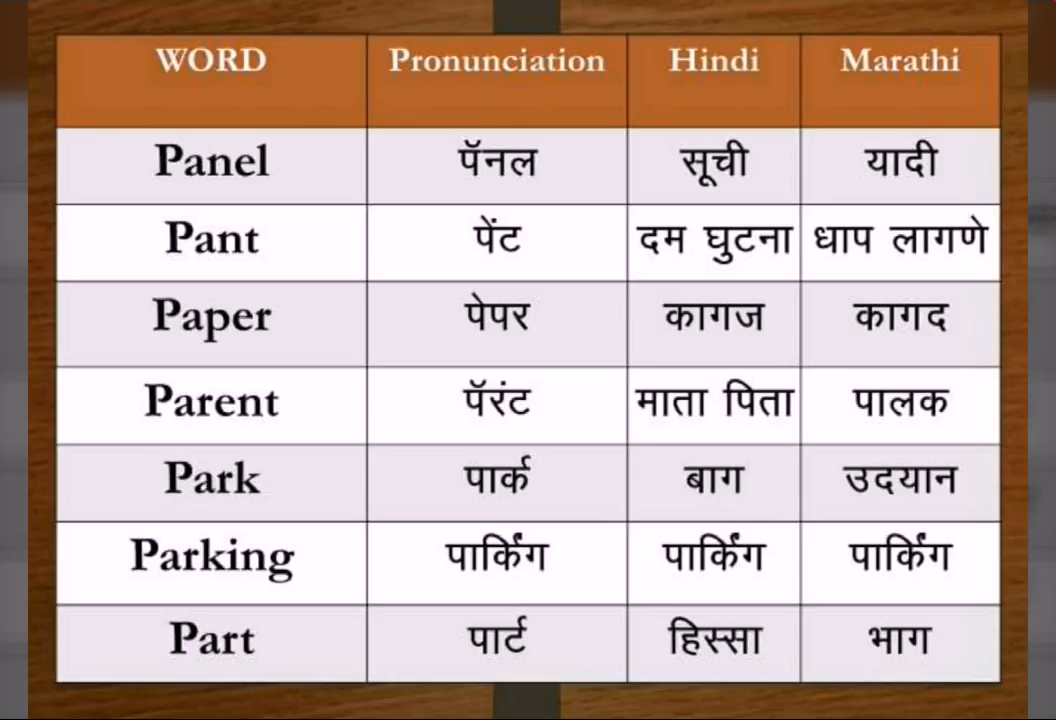 WORD Pronunciation Hindi Marathi
Panel पॅनल सूची यादी
Pant पेंट दम घुटना धाप लागणे
Paper पेपर कागज कागद
Parent पॅरंट माता पिता पालक
Park पार्क बाग उदयान
Parking पार्किंग पार्किंग पार्किंग
Part पार्ट हिस्सा भाग